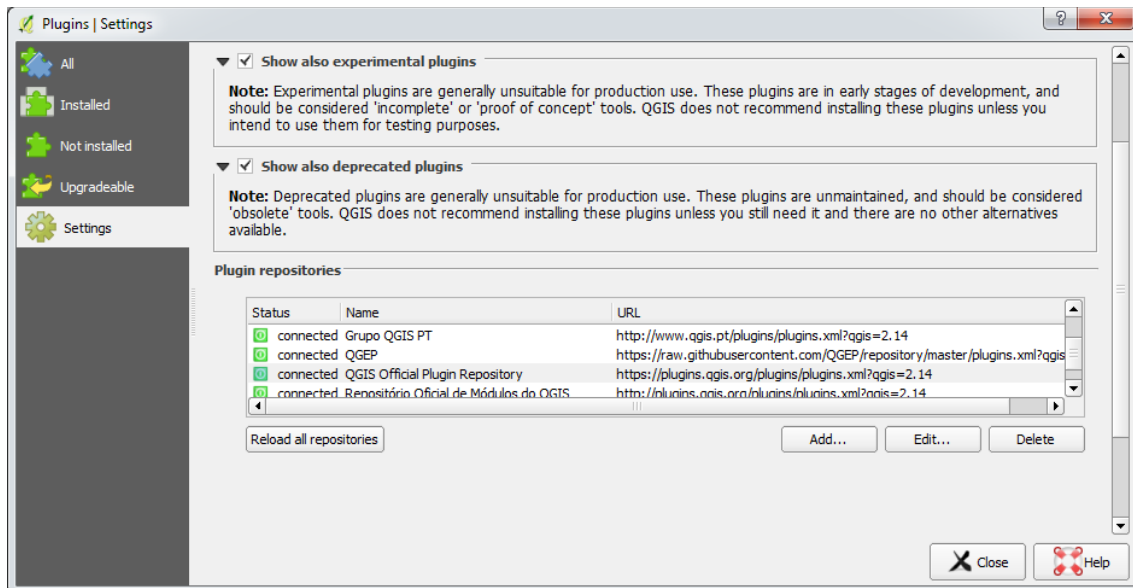 Plugins | Settings
All
Installed
Not installed
Upgradeable
Settings
Show also experimental plugins
Note: Experimental plugins are generally unsuitable for production use. These plugins are in early stages of development, and
should be considered 'incomplete' or 'proof of concept' tools. QGIS does not recommend installing these plugins unless you
intend to use them for testing purposes.
Show also deprecated plugins
Note: Deprecated plugins are generally unsuitable for production use. These plugins are unmaintained, and should be considered
'obsolete' tools. QGIS does not recommend installing these plugins unless you still need it and there are no other alternatives
available.
Plugin repositories
Status Name URL
connected Grupo QGIS PT http://www.qgis.pt/plugins/plugins.xml?qgis=2.14
connected QGEP https://raw.githubusercontent.com/QGEP/repository/master/plugins.xml?qgis
connected QGIS Official Plugin Repository https://plugins.qgis.org/plugins/plugins.xml?qgis=2.14
connected Repositório Oficial de Módulos do QGIS http://plugins.qgis.org/plugins/plugins.xml?qgis=2.14
Reload all repositories
Add...
Edit...
Delete
Close
Help